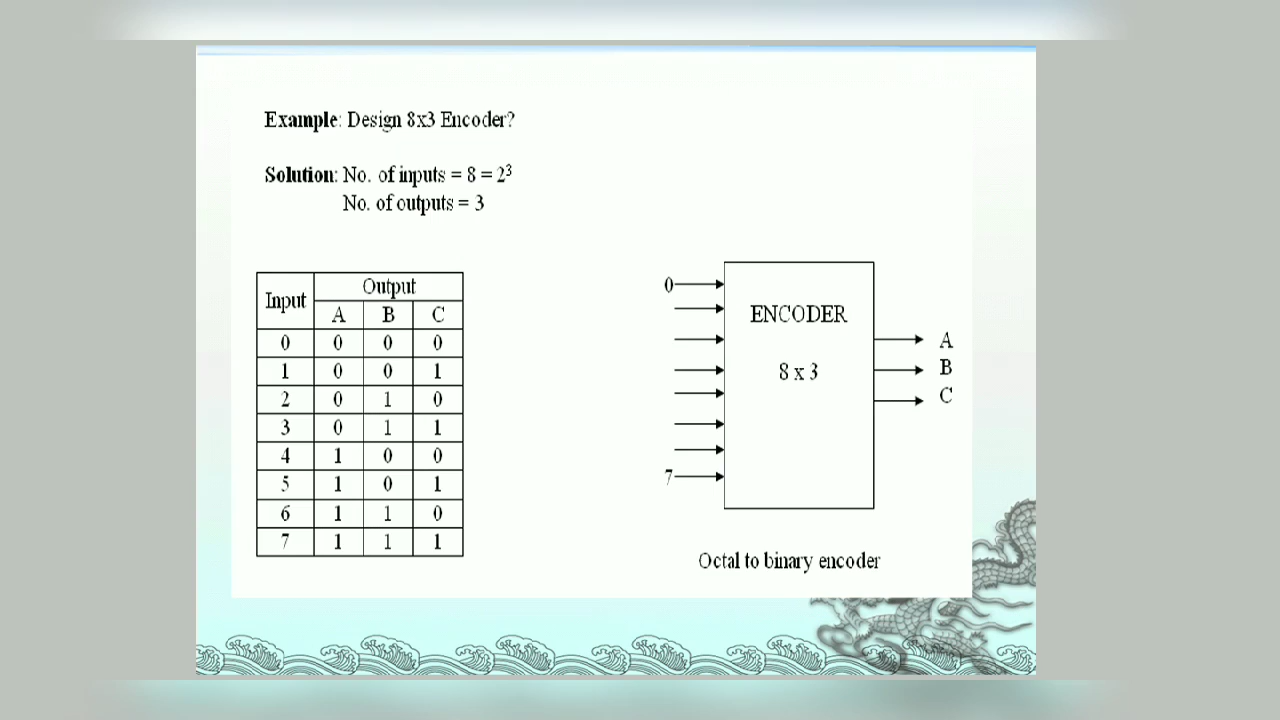 Example: Design 8x3 Encoder?
Solution: No. of inputs = 8 = 2³
No. of outputs = 3
Input Output
A B C
0 0 0 0
1 0 0 1
2 0 1 0
3 0 1 1
4 1 0 0
5 1 0 1
6 1 1 0
7 1 1 1
0
ENCODER
8 x 3
A
B
C
7
Octal to binary encoder